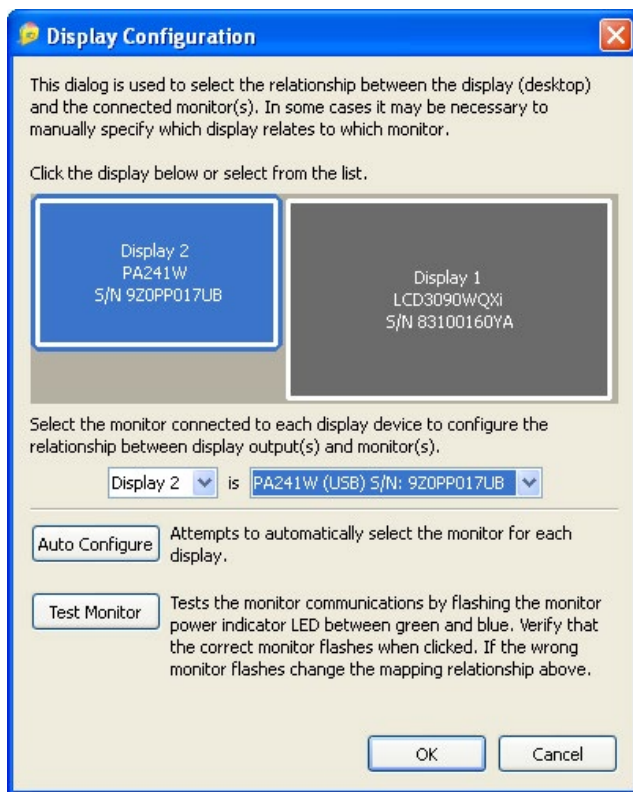 Display Configuration
This dialog is used to select the relationship between the display (desktop)
and the connected monitor(s). In some cases it may be necessary to
manually specify which display relates to which monitor.
Click the display below or select from the list.
Display 2
PA241W
S/N 9Z0PP017UB
Display 1
LCD3090WQXi
S/N 83100160YA
Select the monitor connected to each display device to configure the
relationship between display output(s) and monitor(s).
Display 2 is PA241W (USB) S/N: 9Z0PP017UB
Auto Configure
Attempts to automatically select the monitor for each
display.
Test Monitor
Tests the monitor communications by flashing the monitor
power indicator LED between green and blue. Verify that
the correct monitor flashes when clicked. If the wrong
monitor flashes change the mapping relationship above.
OK Cancel